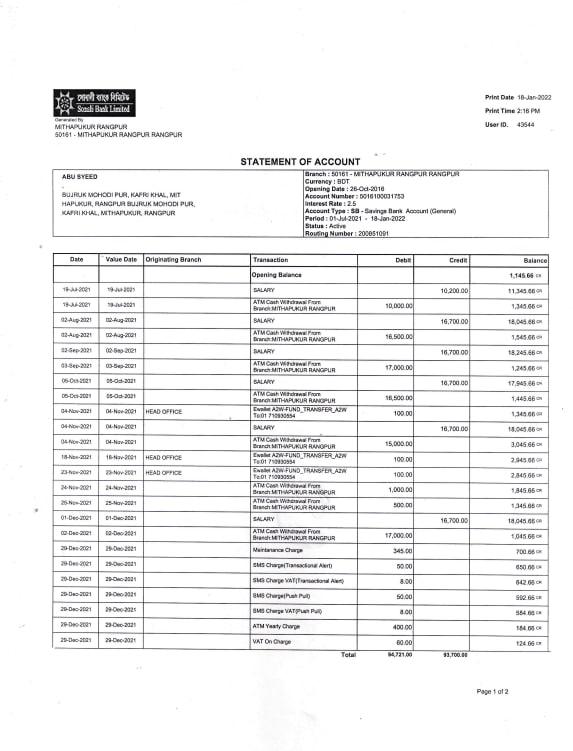 সোনালী ব্যাংক লিমিটেড
Sonali Bank Limited
Generated By
MITHAPUKUR RANGPUR
50161 - MITHAPUKUR RANGPUR RANGPUR
Print Date 18-Jan-2022
Print Time 2:16 PM
User ID. 43544
STATEMENT OF ACCOUNT
ABU SYEED
BUJRUK MOHODI PUR, KAFRI KHAL, MIT
HAPUKUR, RANGPUR BUJRUK MOHODI PUR,
KAFRI KHAL, MITHAPUKUR, RANGPUR
Branch : 50161 - MITHAPUKUR RANGPUR RANGPUR
Currency : BDT
Opening Date : 26-Oct-2016
Account Number : 5016100031753
Interest Rate : 2.5
Account Type : SB - Savings Bank Account (General)
Period : 01-Jul-2021 - 18-Jan-2022
Status : Active
Routing Number : 200851091
Date Value Date Originating Branch Transaction Debit Credit Balance
Opening Balance 1,145.66 CR
19-Jul-2021 19-Jul-2021 SALARY 10,200.00 11,345.66 CR
19-Jul-2021 19-Jul-2021 ATM Cash Withdrawal From 10,000.00 1,345.66 CR
Branch:MITHAPUKUR RANGPUR
02-Aug-2021 02-Aug-2021 SALARY 16,700.00 18,045.66 CR
02-Aug-2021 02-Aug-2021 ATM Cash Withdrawal From 16,500.00 1,545.66 CR
Branch:MITHAPUKUR RANGPUR
02-Sep-2021 02-Sep-2021 SALARY 16,700.00 18,245.66 CR
03-Sep-2021 03-Sep-2021 ATM Cash Withdrawal From 17,000.00 1,245.66 CR
Branch:MITHAPUKUR RANGPUR
05-Oct-2021 05-Oct-2021 SALARY 16,700.00 17,945.66 CR
05-Oct-2021 05-Oct-2021 ATM Cash Withdrawal From 16,500.00 1,445.66 CR
Branch:MITHAPUKUR RANGPUR
04-Nov-2021 04-Nov-2021 HEAD OFFICE Ewallet A2W-FUND_TRANSFER_A2W 100.00 1,345.66 CR
To:01 710930554
04-Nov-2021 04-Nov-2021 SALARY 16,700.00 18,045.66 CR
04-Nov-2021 04-Nov-2021 ATM Cash Withdrawal From 15,000.00 3,045.66 CR
Branch:MITHAPUKUR RANGPUR
18-Nov-2021 18-Nov-2021 HEAD OFFICE Ewallet A2W-FUND_TRANSFER_A2W 100.00 2,945.66 CR
To:01 710930554
23-Nov-2021 23-Nov-2021 HEAD OFFICE Ewallet A2W-FUND_TRANSFER_A2W 100.00 2,845.66 CR
To:01 710930554
24-Nov-2021 24-Nov-2021 ATM Cash Withdrawal From 1,000.00 1,845.66 CR
Branch:MITHAPUKUR RANGPUR
25-Nov-2021 25-Nov-2021 ATM Cash Withdrawal From 500.00 1,345.66 CR
Branch:MITHAPUKUR RANGPUR
01-Dec-2021 01-Dec-2021 SALARY 16,700.00 18,045.66 CR
02-Dec-2021 02-Dec-2021 ATM Cash Withdrawal From 17,000.00 1,045.66 CR
Branch:MITHAPUKUR RANGPUR
29-Dec-2021 29-Dec-2021 Maintanance Charge 345.00 700.66 CR
29-Dec-2021 29-Dec-2021 SMS Charge(Transactional Alert) 50.00 650.66 CR
29-Dec-2021 29-Dec-2021 SMS Charge VAT(Transactional Alert) 8.00 642.66 CR
29-Dec-2021 29-Dec-2021 SMS Charge(Push Pull) 50.00 592.66 CR
29-Dec-2021 29-Dec-2021 SMS Charge VAT(Push Pull) 8.00 584.66 CR
29-Dec-2021 29-Dec-2021 ATM Yearly Charge 400.00 184.66 CR
29-Dec-2021 29-Dec-2021 VAT On Charge 60.00 124.66 CR
Total 94,721.00 93,700.00
Page 1 of 2